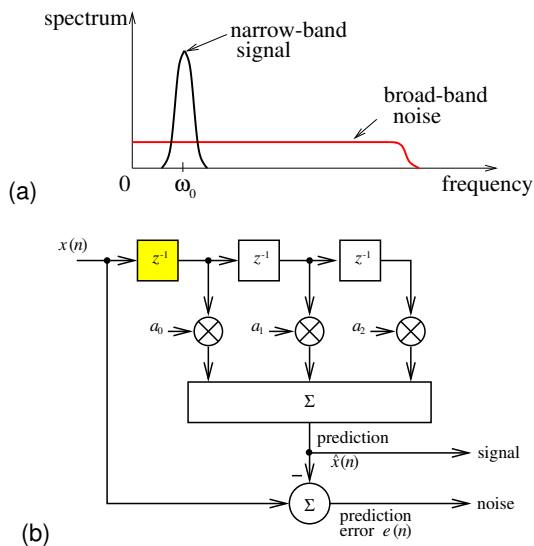 spectrum
narrow-band
signal
broad-band
noise
(a)
0
ω₀
frequency
x(n)
z⁻¹
z⁻¹
z⁻¹
a₀
a₁
a₂
Σ
prediction
x̂(n)
signal
−
Σ
prediction
error e(n)
noise
(b)